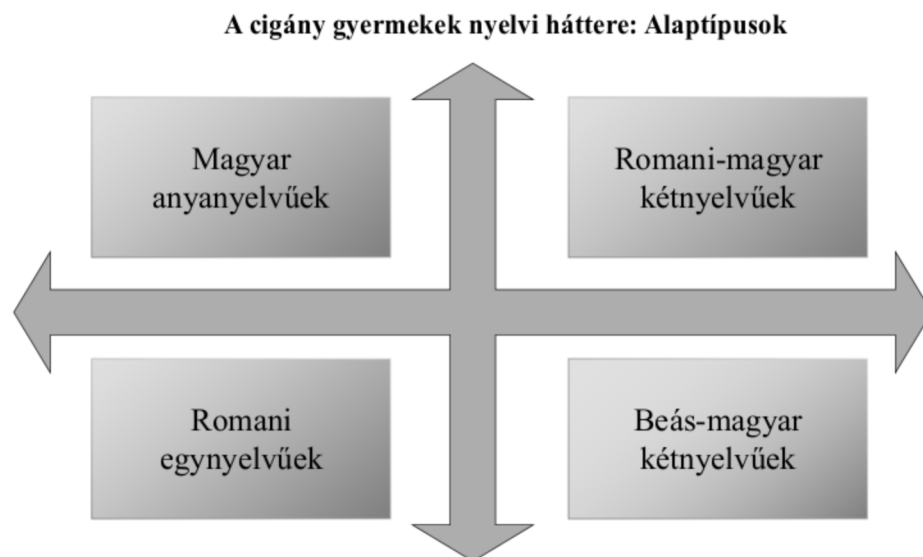 A cigány gyermekek nyelvi háttere: Alaptípusok
Magyar
anyanyelvűek
Romani-magyar
kétnyelvűek
Romani
egynyelvűek
Beás-magyar
kétnyelvűek